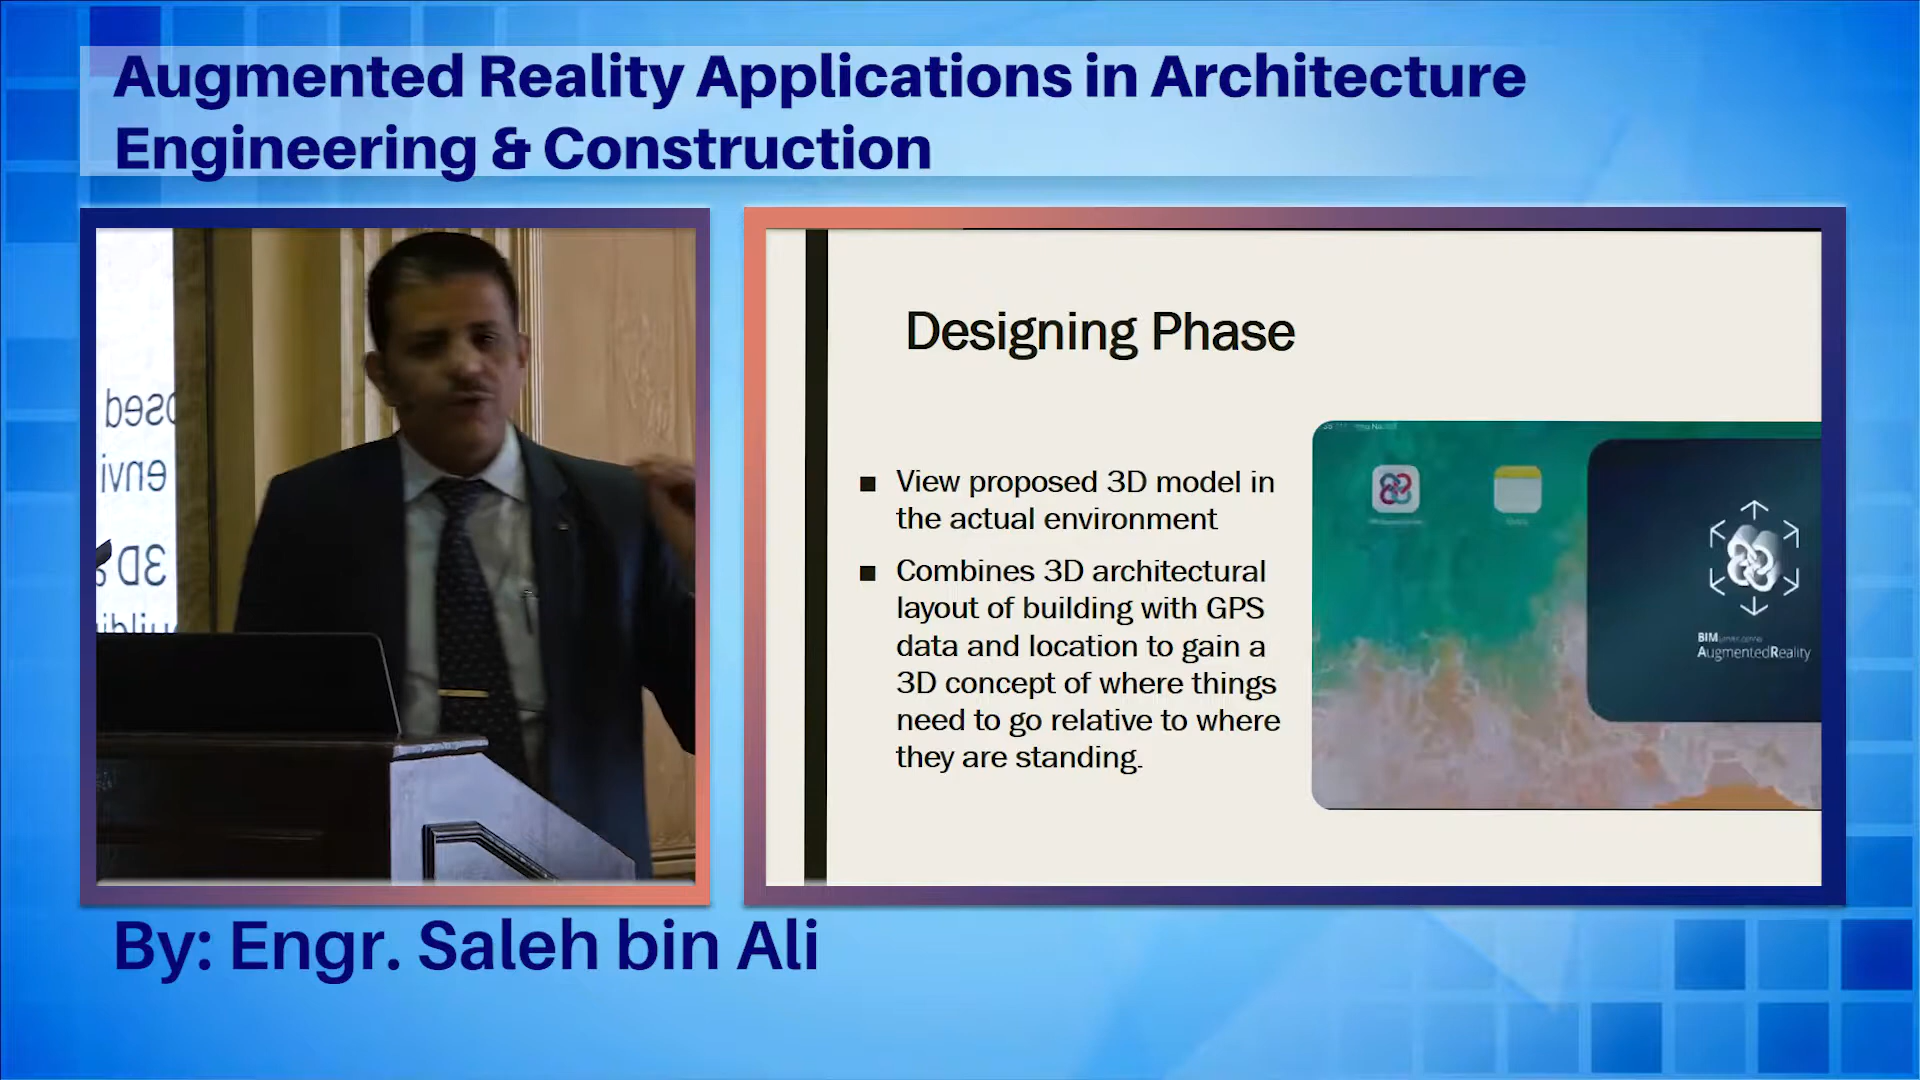 Augmented Reality Applications in Architecture
Engineering & Construction
Designing Phase
■ View proposed 3D model in
the actual environment
■ Combines 3D architectural
layout of building with GPS
data and location to gain a
3D concept of where things
need to go relative to where
they are standing.
BIM
AugmentedReality
By: Engr. Saleh bin Ali